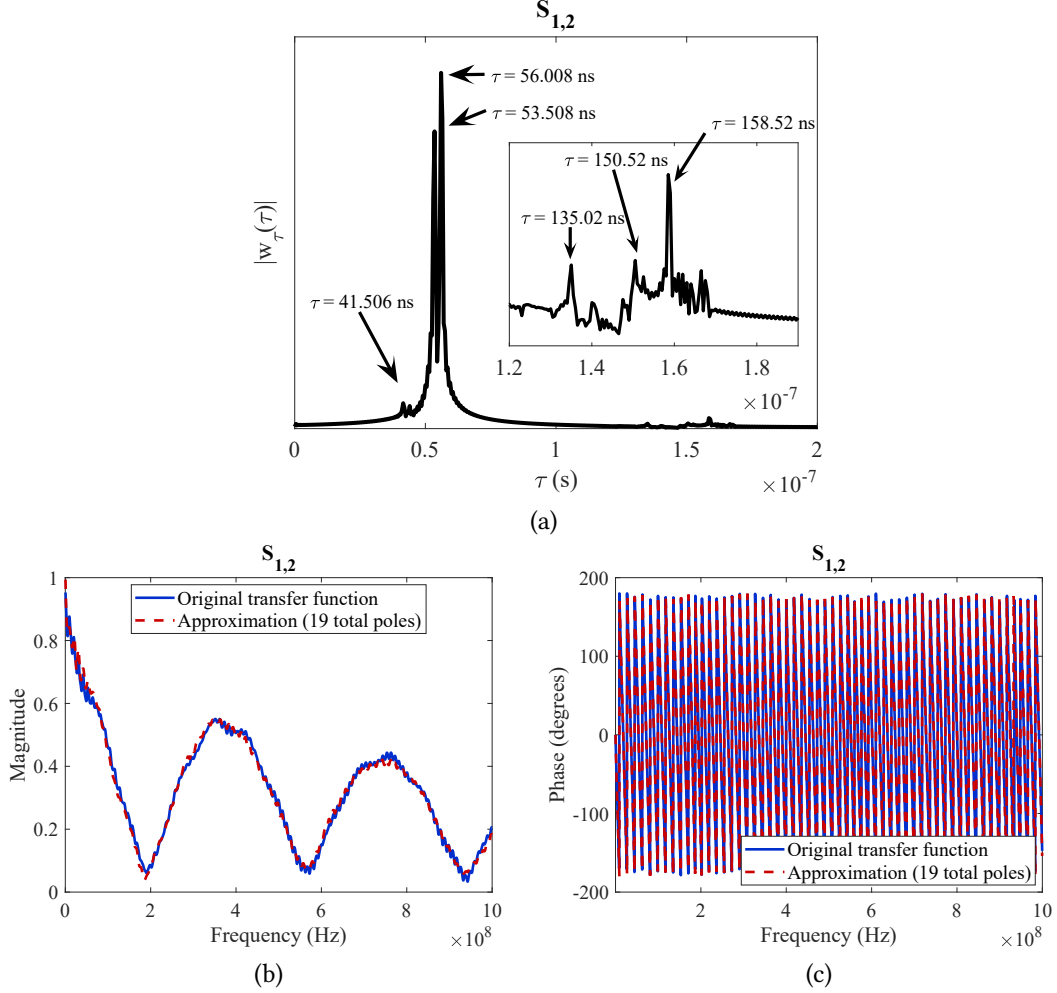 S1,2
τ = 56.008 ns
τ = 53.508 ns
τ = 158.52 ns
τ = 150.52 ns
τ = 135.02 ns
τ = 41.506 ns
|wτ(τ)|
1.2 1.4 1.6 1.8
×10-7
0 0.5 1 1.5 2
τ (s)
×10-7
(a)
S1,2
1
0.8
0.6
0.4
0.2
0
Magnitude
Original transfer function
Approximation (19 total poles)
0 2 4 6 8 10
Frequency (Hz)
×108
(b)
S1,2
200
100
0
-100
-200
Phase (degrees)
Original transfer function
Approximation (19 total poles)
2 4 6 8 10
Frequency (Hz)
×108
(c)